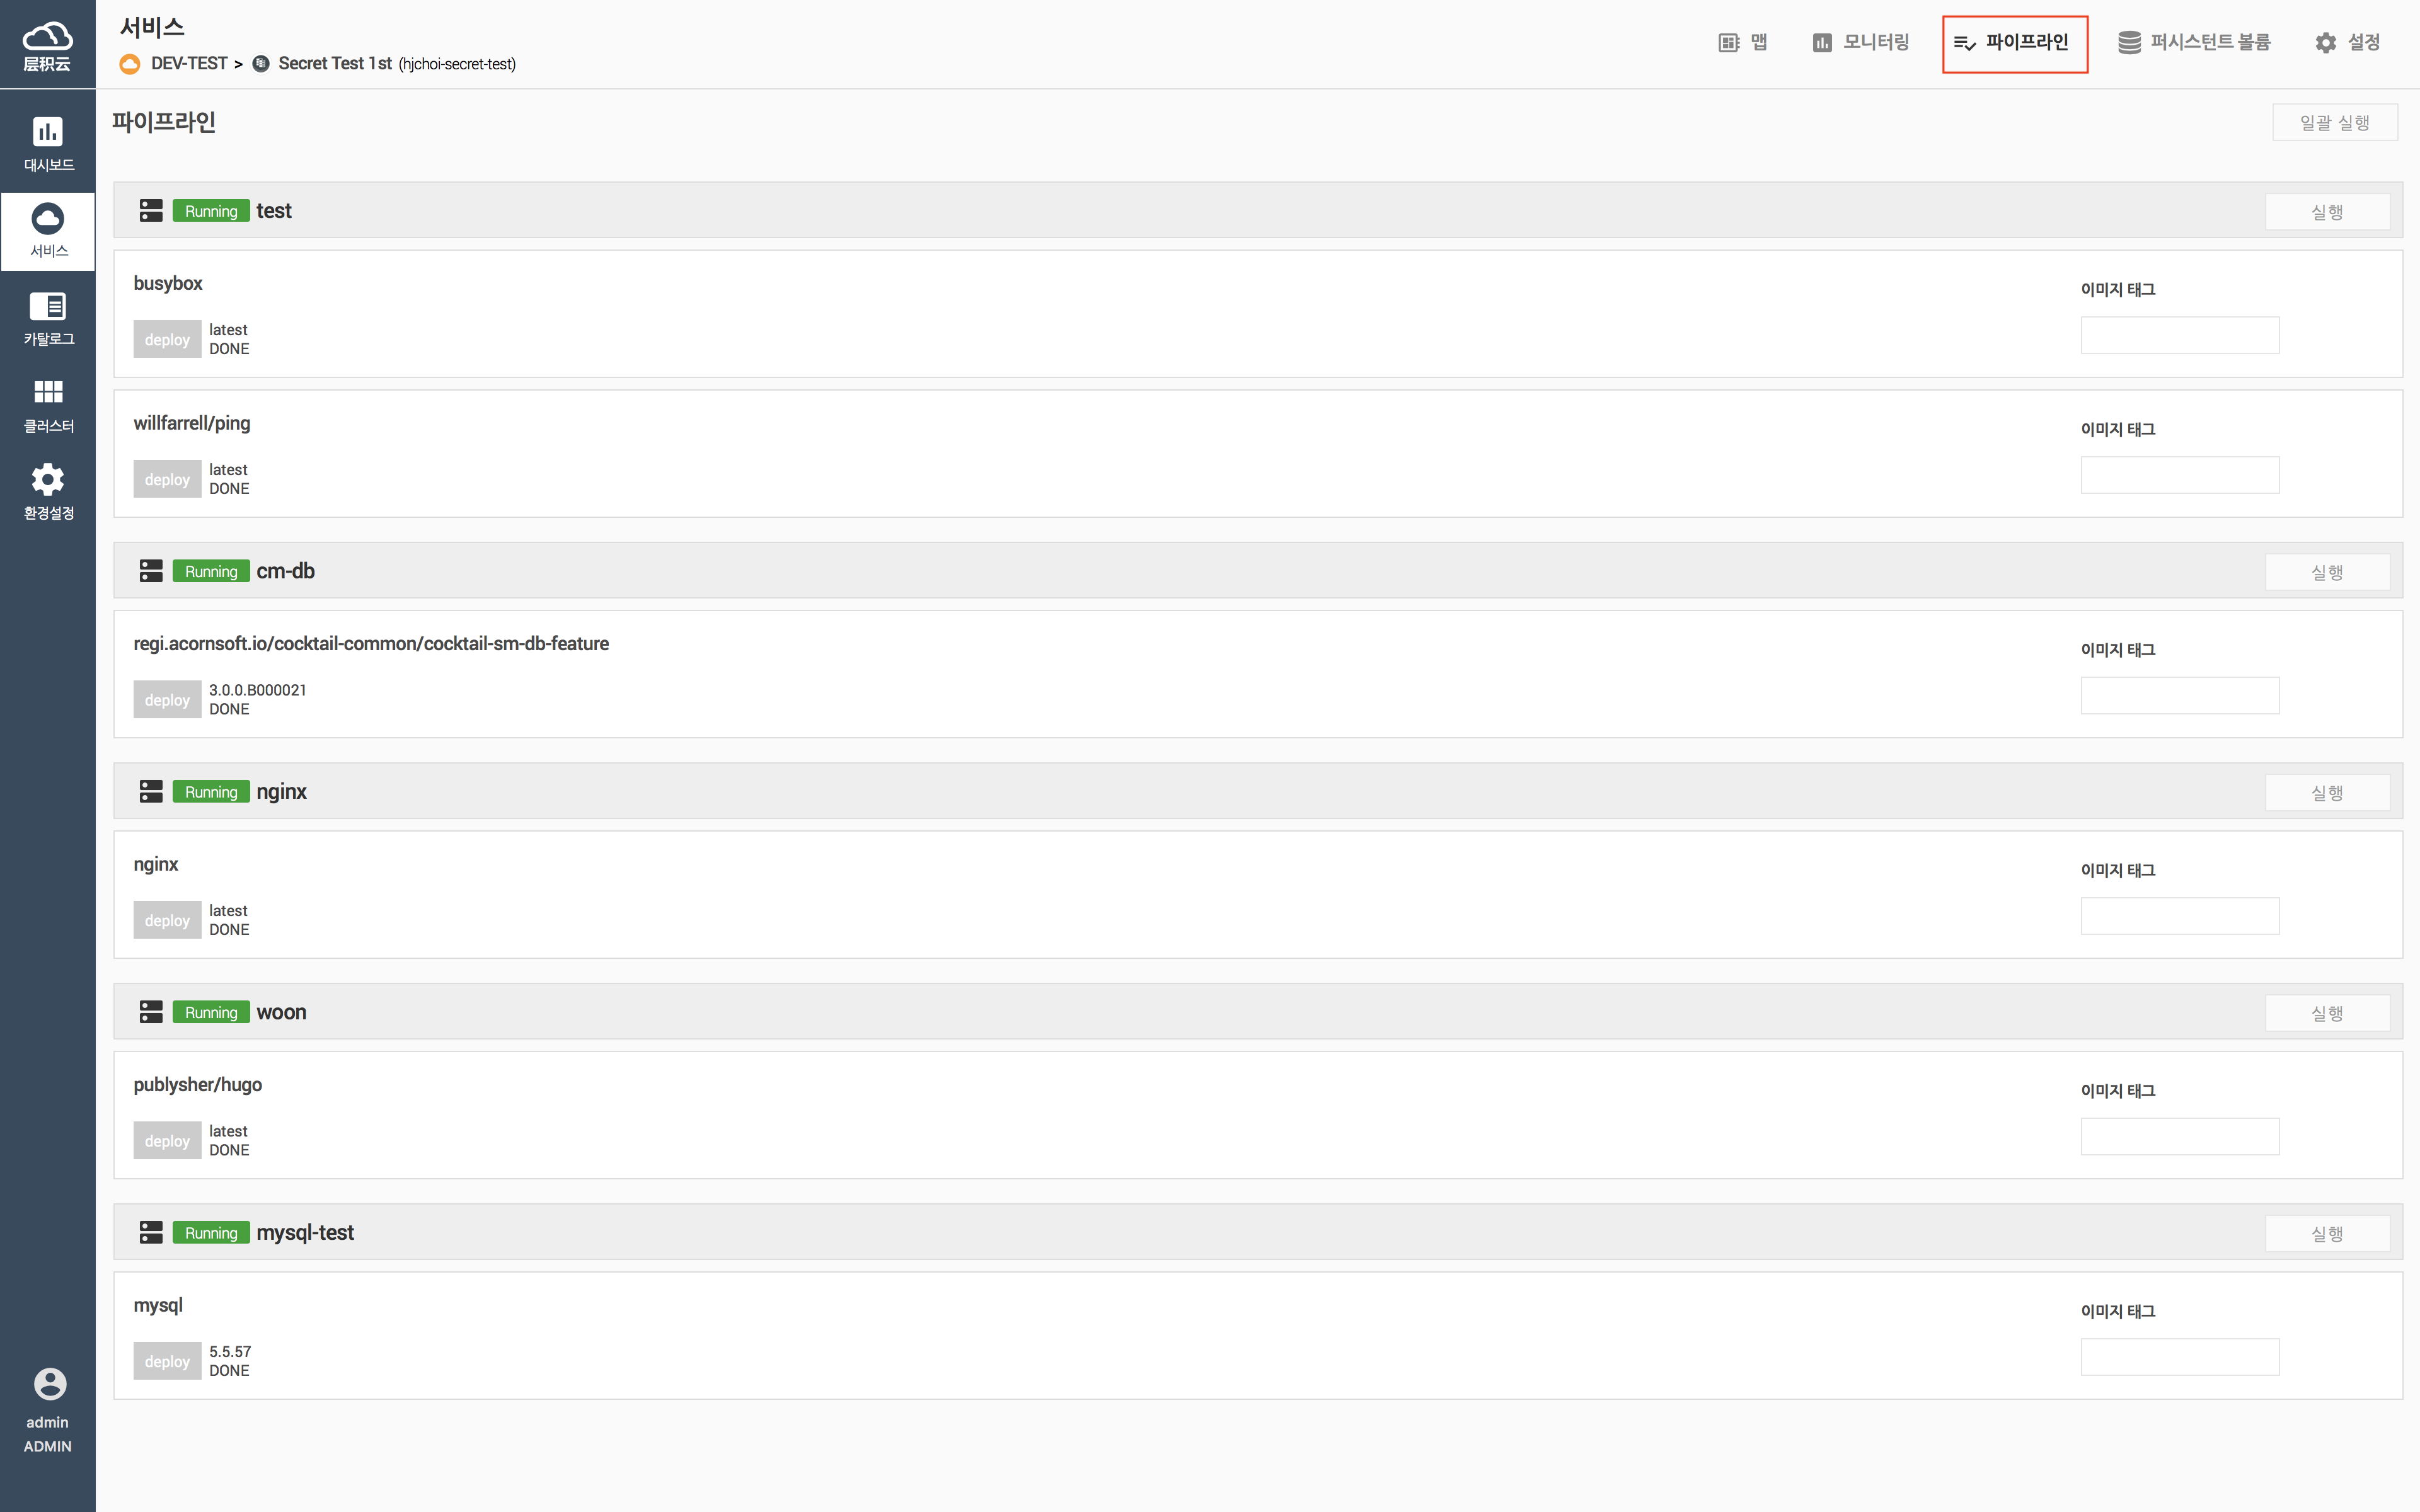 层积云
대시보드
서비스
카탈로그
클러스터
환경설정
admin
ADMIN
서비스
DEV-TEST > Secret Test 1st (hjchoi-secret-test)
맵
모니터링
파이프라인
퍼시스턴트 볼륨
설정
파이프라인
일괄 실행
Running test
실행
busybox
이미지 태그
deploy
latest
DONE
willfarrell/ping
이미지 태그
deploy
latest
DONE
Running cm-db
실행
regi.acornsoft.io/cocktail-common/cocktail-sm-db-feature
이미지 태그
deploy
3.0.0.B000021
DONE
Running nginx
실행
nginx
이미지 태그
deploy
latest
DONE
Running woon
실행
publysher/hugo
이미지 태그
deploy
latest
DONE
Running mysql-test
실행
mysql
이미지 태그
deploy
5.5.57
DONE